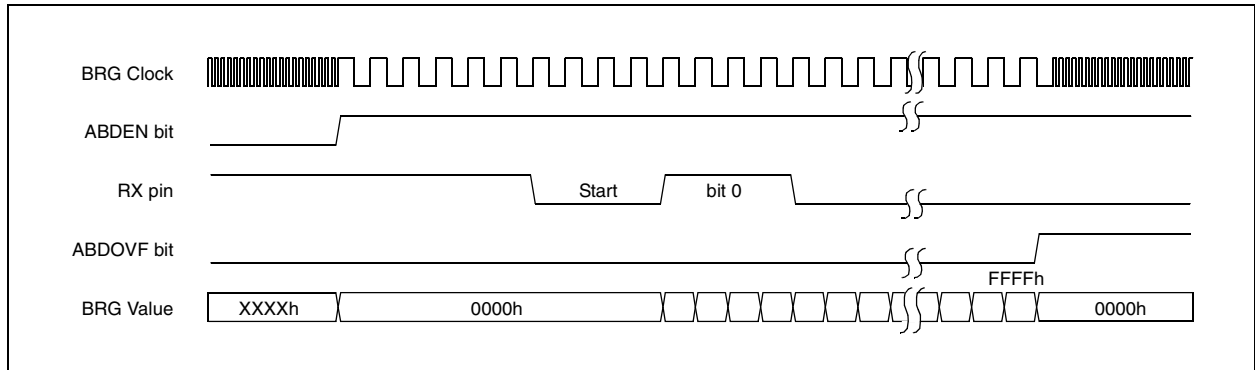 BRG Clock
ABDEN bit
RX pin
Start
bit 0
ABDOVF bit
FFFFh
BRG Value
XXXXh
0000h
0000h